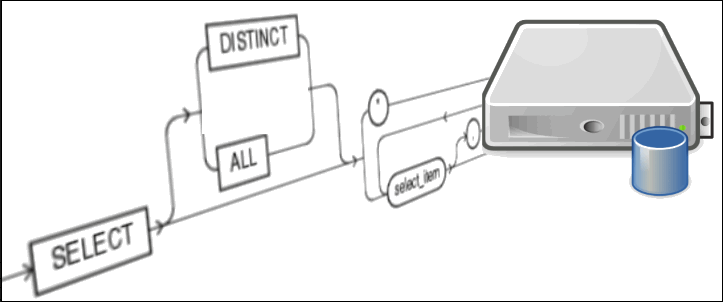 DISTINCT
*
ALL
,
select_item
SELECT